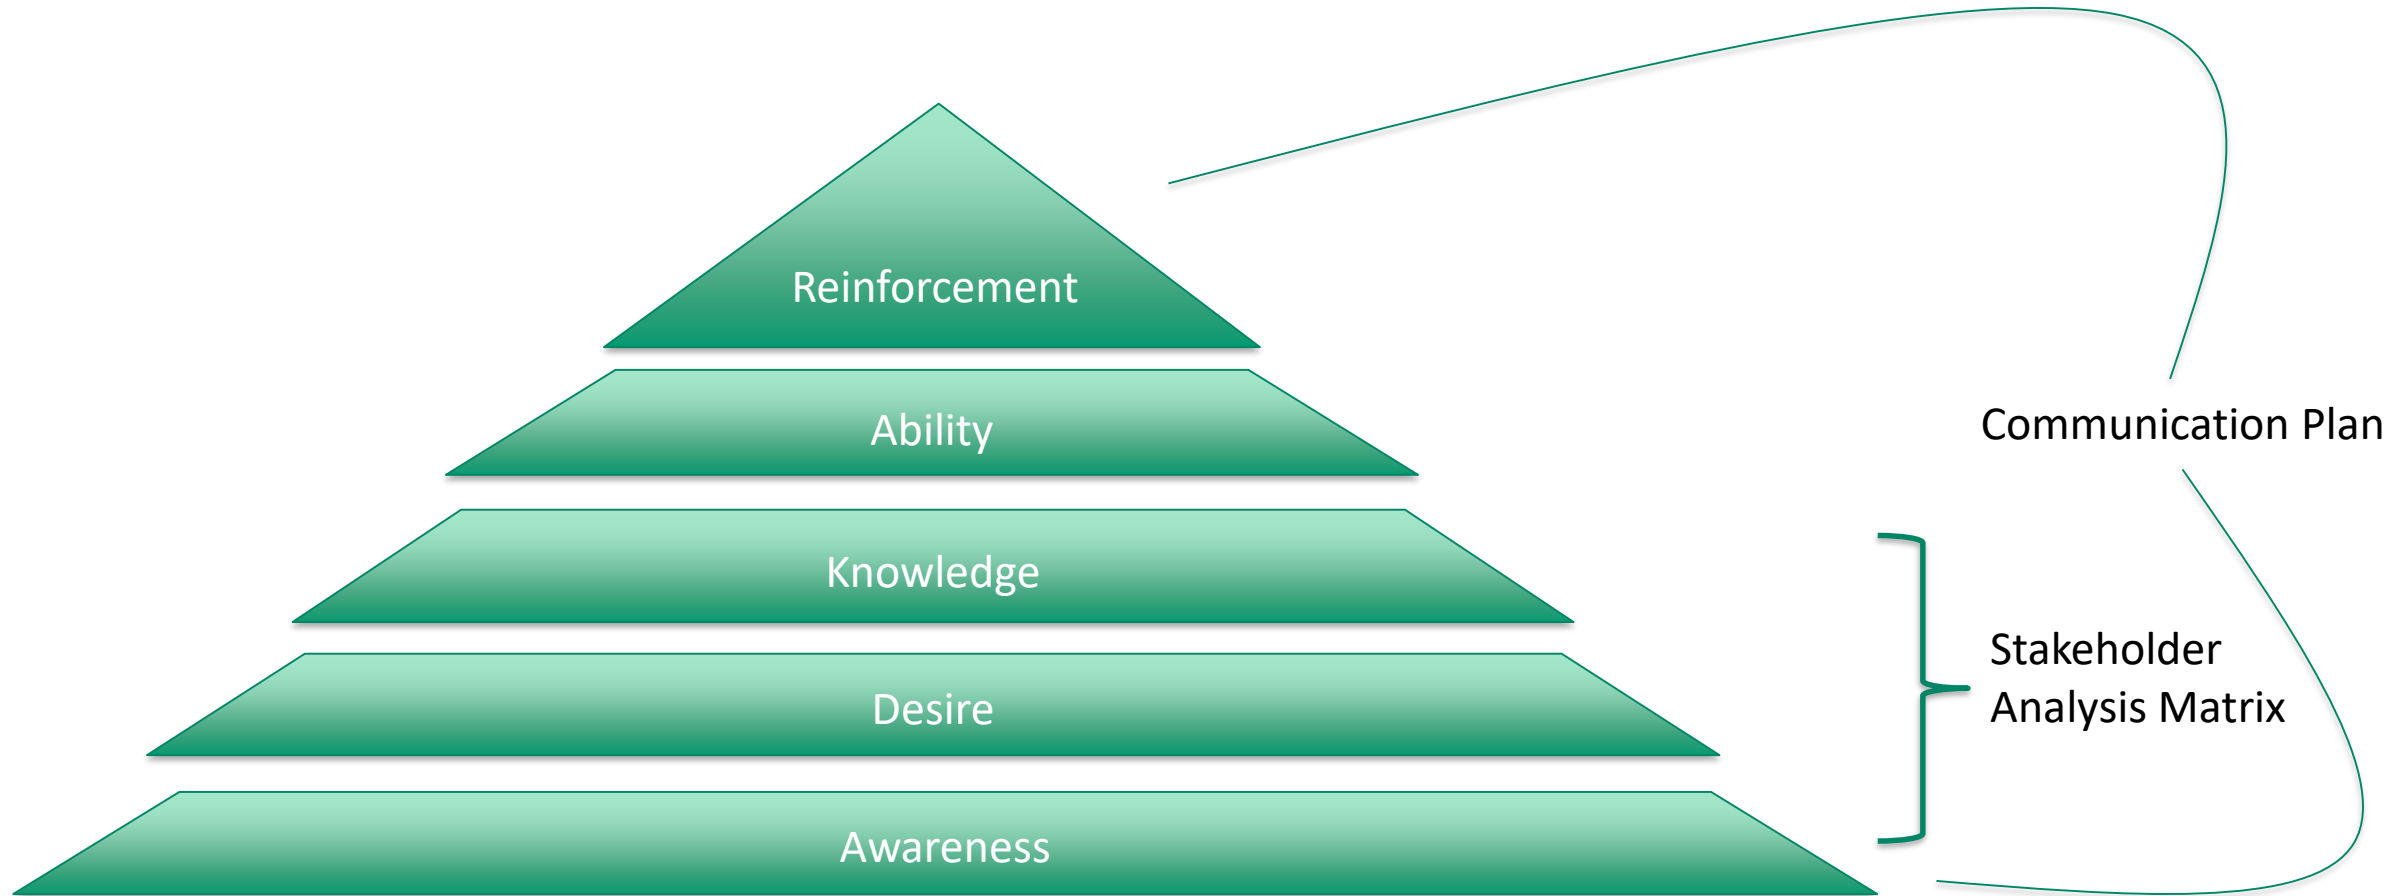 Reinforcement
Ability
Communication Plan
Knowledge
Stakeholder
Analysis Matrix
Desire
Awareness